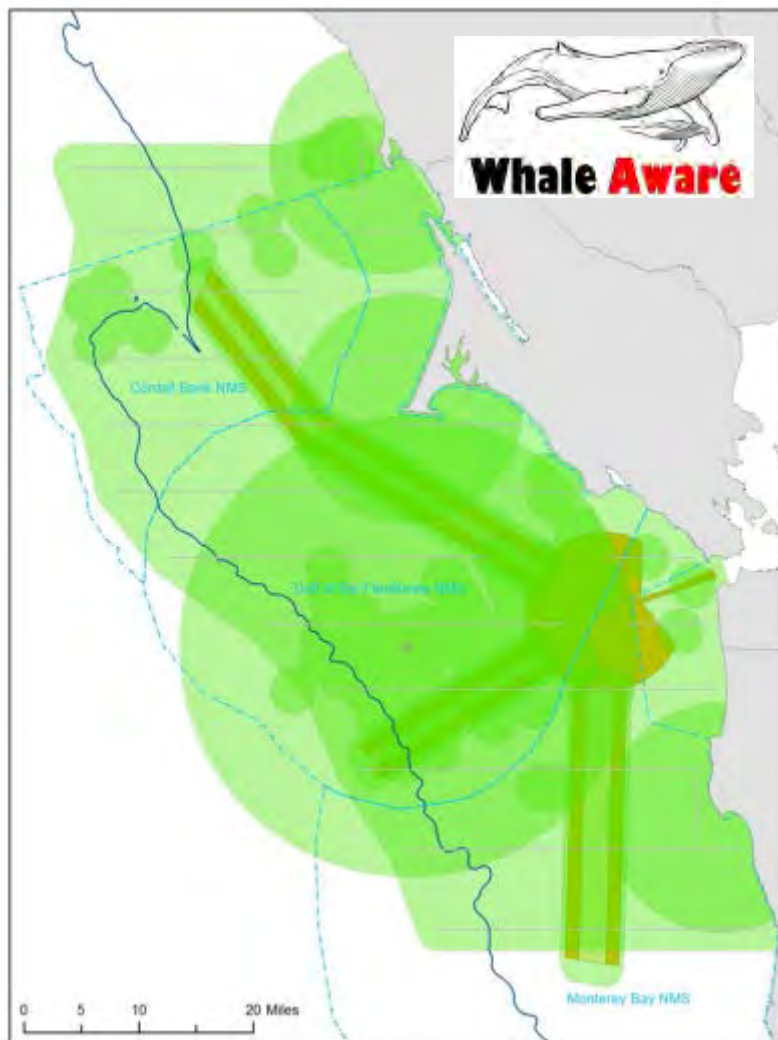 Whale Aware
Cordell Bank NMS
Gulf of the Farallones NMS
0 5 10 20 Miles
Monterey Bay NMS